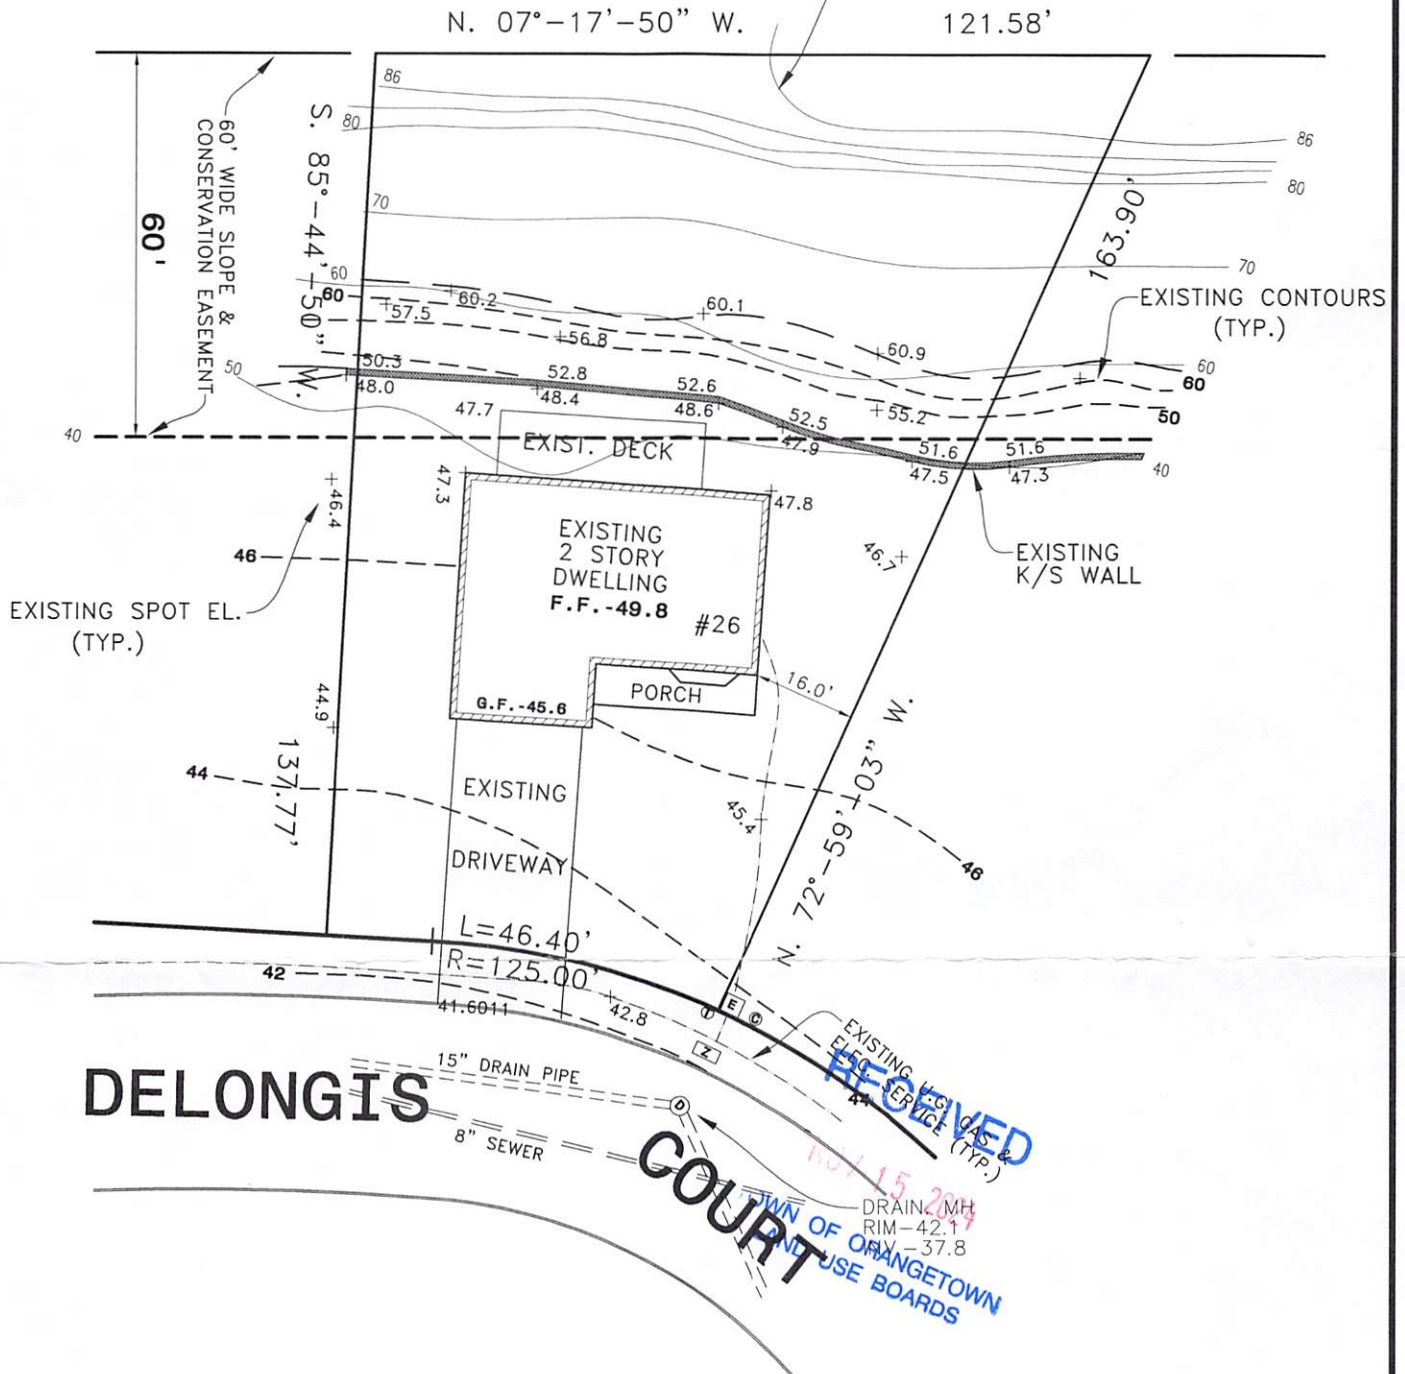 N. 07°-17'-50" W.
121.58'
86
80
70
60
60
50
40
60'
60' WIDE SLOPE &
CONSERVATION EASEMENT
S. 85°-44'-50" W.
137.77'
86
80
70
60
60
50
40
163.90'
N. 72°-59'-03" W.
EXISTING CONTOURS
(TYP.)
60.2
57.5
56.8
60.1
60.9
55.2
50.3
48.0
52.8
48.4
52.6
48.6
52.5
47.9
51.6
47.5
51.6
47.3
47.7
EXIST. DECK
47.3
47.8
46.4
46.7
EXISTING
K/S WALL
EXISTING
2 STORY
DWELLING
F.F.-49.8
#26
46
EXISTING SPOT EL.
(TYP.)
G.F.-45.6
PORCH
16.0'
44.9
44
45.4
46
EXISTING
DRIVEWAY
L=46.40'
R=125.00'
42
41.6011
42.8
E
C
Z
EXISTING U.G. GAS &
ELEC. SERVICE (TYP.)
44
15" DRAIN PIPE
8" SEWER
D
DELONGIS
COURT
DRAIN. MH
RIM-42.1
INV.-37.8
RECEIVED
NOV 15 2024
TOWN OF ORANGETOWN
LAND USE BOARDS